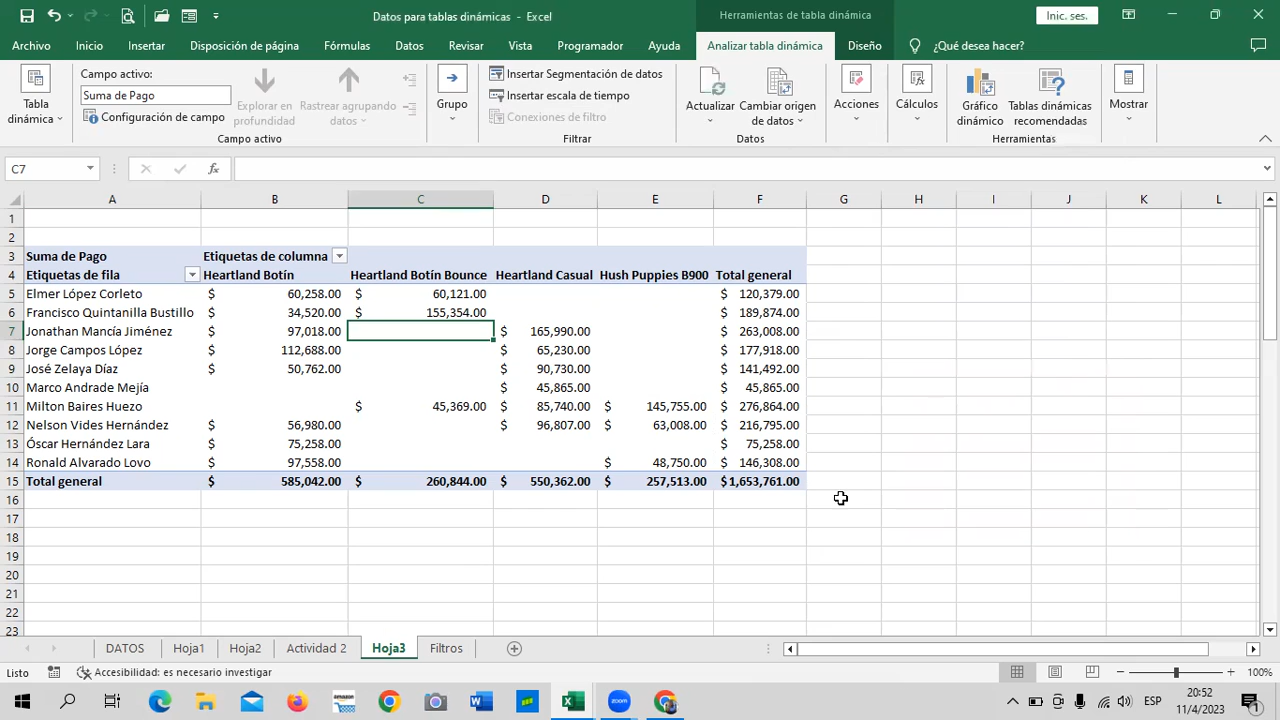 Datos para tablas dinámicas - Excel
Herramientas de tabla dinámica
Inic. ses.
Archivo Inicio Insertar Disposición de página Fórmulas Datos Revisar Vista Programador Ayuda Analizar tabla dinámica Diseño ¿Qué desea hacer?
Tabla dinámica
Campo activo:
Suma de Pago
Configuración de campo
Explorar en profundidad
Rastrear agrupando datos
Campo activo
Grupo
Insertar Segmentación de datos
Insertar escala de tiempo
Conexiones de filtro
Filtrar
Actualizar
Cambiar origen de datos
Datos
Acciones
Cálculos
Gráfico dinámico
Tablas dinámicas recomendadas
Herramientas
Mostrar
C7
fx
A B C D E F G H I J K L
1
2
3 Suma de Pago Etiquetas de columna
4 Etiquetas de fila Heartland Botín Heartland Botín Bounce Heartland Casual Hush Puppies B900 Total general
5 Elmer López Corleto $ 60,258.00 $ 60,121.00 $ 120,379.00
6 Francisco Quintanilla Bustillo $ 34,520.00 $ 155,354.00 $ 189,874.00
7 Jonathan Mancía Jiménez $ 97,018.00 $ 165,990.00 $ 263,008.00
8 Jorge Campos López $ 112,688.00 $ 65,230.00 $ 177,918.00
9 José Zelaya Díaz $ 50,762.00 $ 90,730.00 $ 141,492.00
10 Marco Andrade Mejía $ 45,865.00 $ 45,865.00
11 Milton Baires Huezo $ 45,369.00 $ 85,740.00 $ 145,755.00 $ 276,864.00
12 Nelson Vides Hernández $ 56,980.00 $ 96,807.00 $ 63,008.00 $ 216,795.00
13 Óscar Hernández Lara $ 75,258.00 $ 75,258.00
14 Ronald Alvarado Lovo $ 97,558.00 $ 48,750.00 $ 146,308.00
15 Total general $ 585,042.00 $ 260,844.00 $ 550,362.00 $ 257,513.00 $ 1,653,761.00
16
17
18
19
20
21
22
23
DATOS Hoja1 Hoja2 Actividad 2 Hoja3 Filtros
Listo Accesibilidad: es necesario investigar 100%
ESP 20:52
11/4/2023